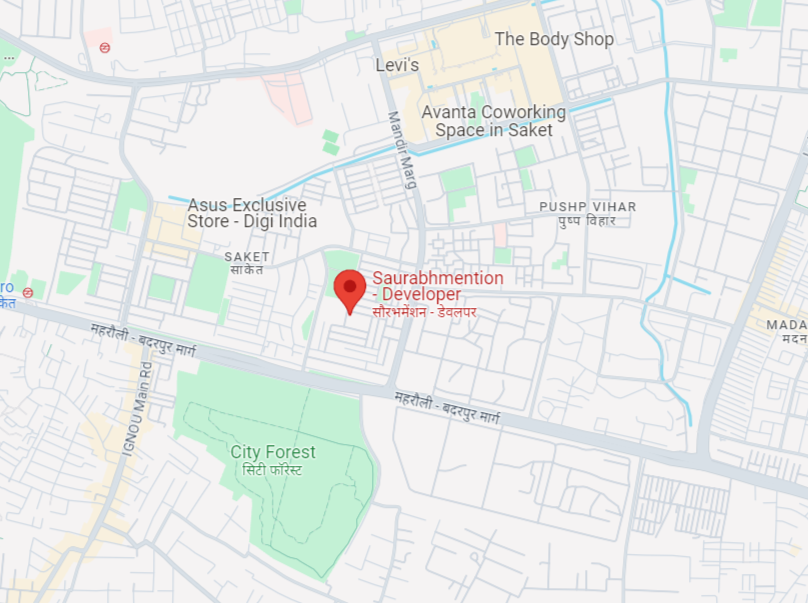 The Body Shop
Levi's
...
Avanta Coworking
Space in Saket
Mandir Marg
Asus Exclusive
Store - Digi India
PUSHP VIHAR
पुष्प विहार
SAKET
साकेत
Saurabhmention
- Developer
सौरभमेंशन - डेवलपर
ro
केत
MADA
मदन
महरौली - बदरपुर मार्ग
IGNOU Main Rd
महरौली - बदरपुर मार्ग
City Forest
सिटी फॉरेस्ट